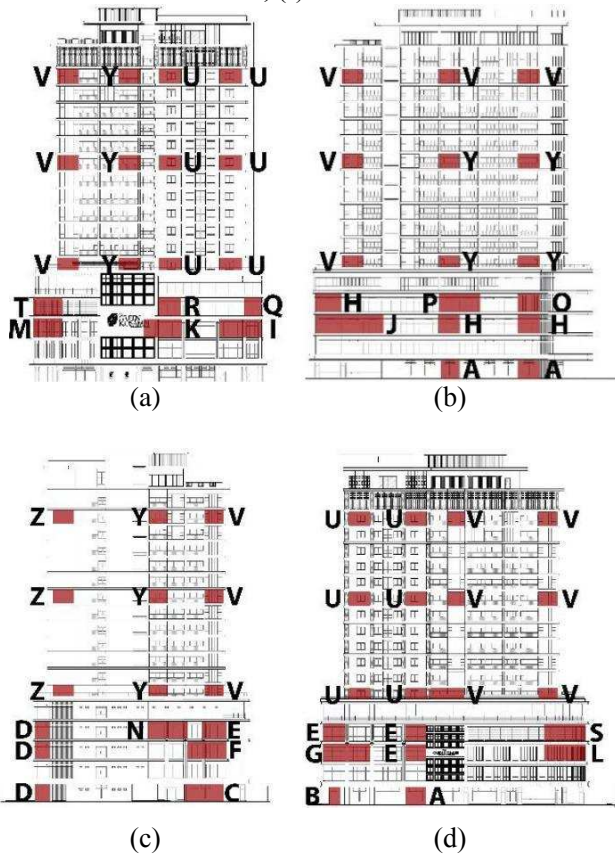 V Y U U
V Y U U
V Y U U
T R Q
M K I
(a)
V V V
V Y Y
V Y Y
H P O
J H H
A A
(b)
Z Y V
Z Y V
Z Y V
D N E
D F
D C
(c)
U U V V
U U V V
U U V V
E E S
G E L
B A
(d)